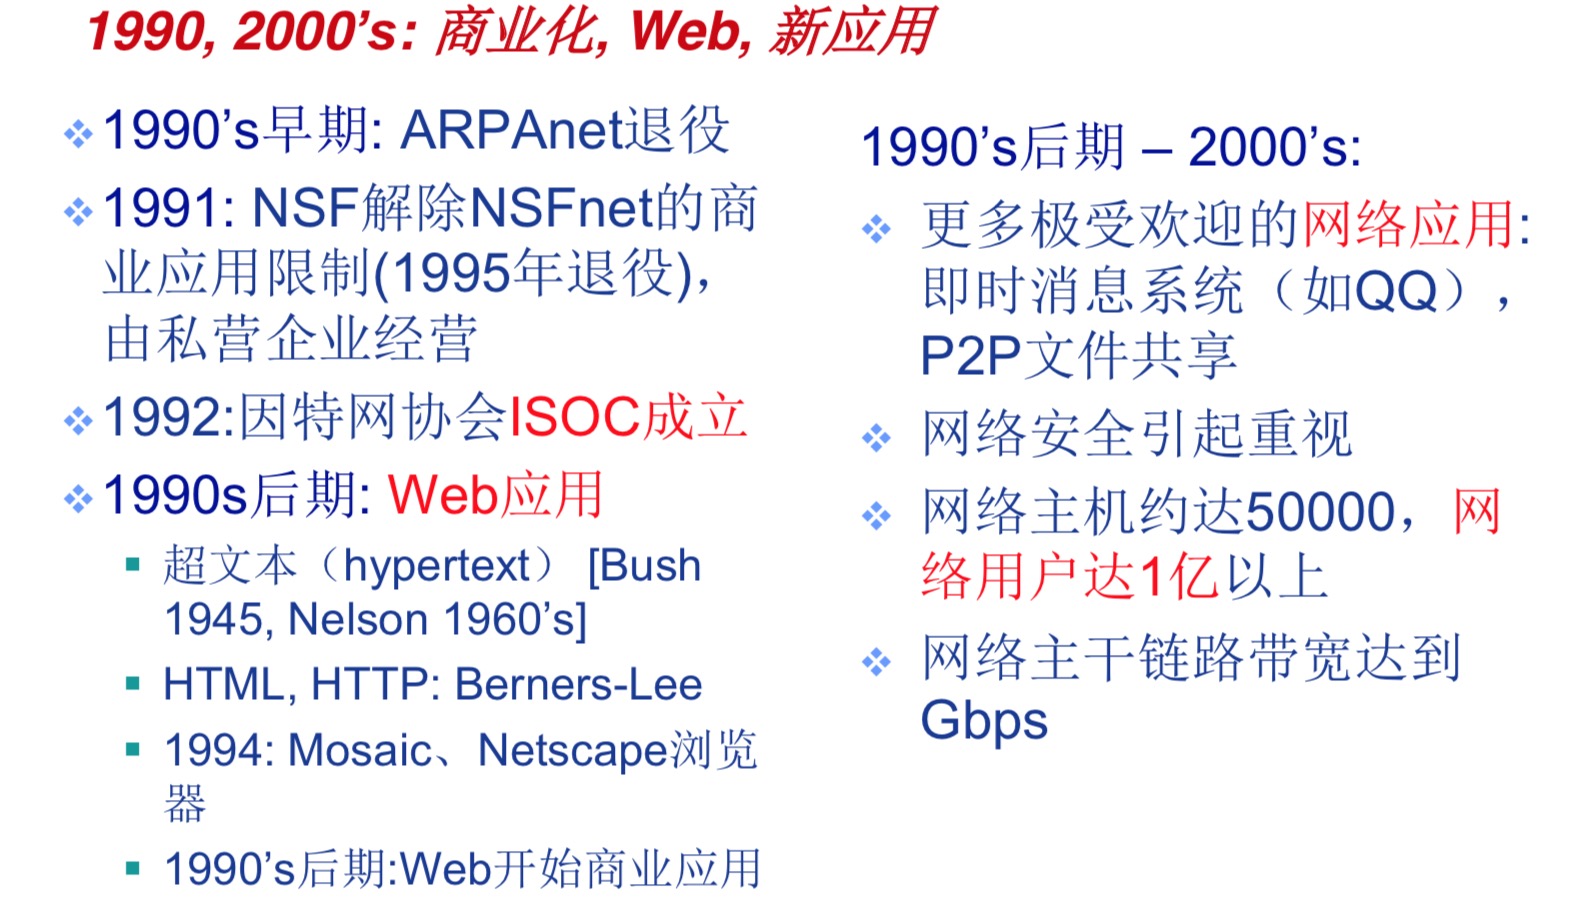 1990, 2000’s: 商业化, Web, 新应用
1990’s早期: ARPAnet退役
1991: NSF解除NSFnet的商
业应用限制(1995年退役),
由私营企业经营
1992:因特网协会ISOC成立
1990s后期: Web应用
超文本（hypertext） [Bush
1945, Nelson 1960’s]
HTML, HTTP: Berners-Lee
1994: Mosaic、Netscape浏览
器
1990’s后期:Web开始商业应用
1990’s后期 – 2000’s:
更多极受欢迎的网络应用:
即时消息系统（如QQ），
P2P文件共享
网络安全引起重视
网络主机约达50000，网
络用户达1亿以上
网络主干链路带宽达到
Gbps